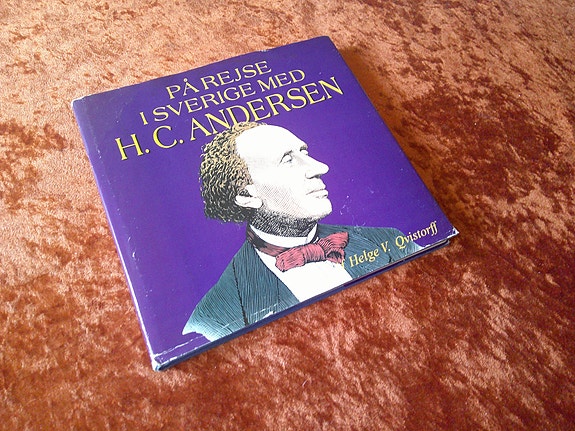 PÅ REJSE
I SVERIGE MED
H. C. ANDERSEN
Helge V. Qvistorff